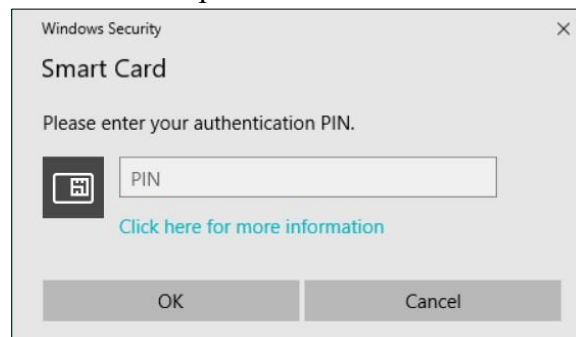 Windows Security
Smart Card
Please enter your authentication PIN.
PIN
Click here for more information
OK
Cancel